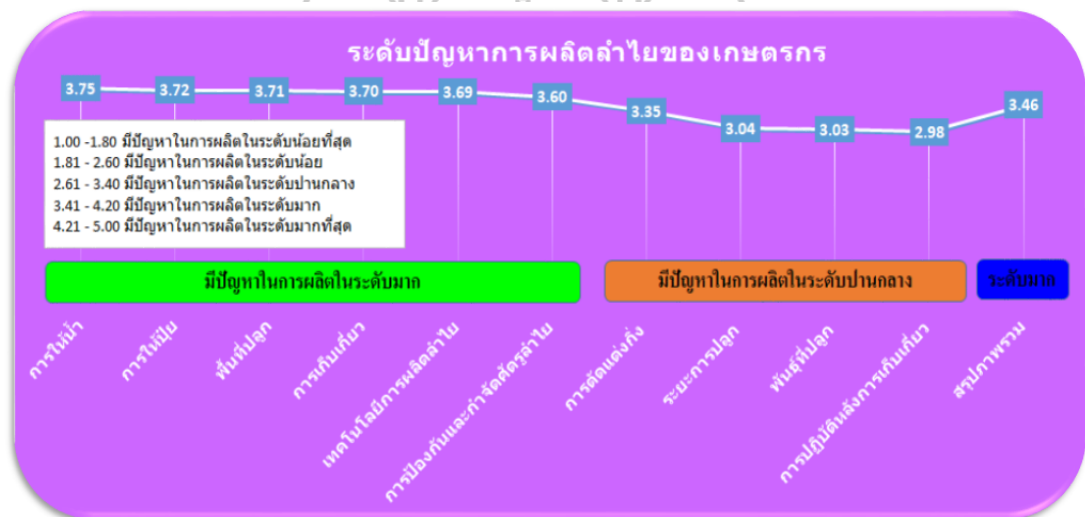 ระดับปัญหาการผลิตลำไยของเกษตรกร
3.75 3.72 3.71 3.70 3.69 3.60 3.35 3.04 3.03 2.98 3.46
1.00 -1.80 มีปัญหาในการผลิตในระดับน้อยที่สุด
1.81 - 2.60 มีปัญหาในการผลิตในระดับน้อย
2.61 - 3.40 มีปัญหาในการผลิตในระดับปานกลาง
3.41 - 4.20 มีปัญหาในการผลิตในระดับมาก
4.21 - 5.00 มีปัญหาในการผลิตในระดับมากที่สุด
มีปัญหาในการผลิตในระดับมาก
มีปัญหาในการผลิตในระดับปานกลาง
ระดับมาก
การให้น้ำ
การให้ปุ๋ย
พื้นที่ปลูก
การเก็บเกี่ยว
เทคโนโลยีการผลิตลำไย
การป้องกันและกำจัดศัตรูลำไย
การตัดแต่งกิ่ง
ระยะการปลูก
พันธุ์ที่ปลูก
การปฏิบัติหลังการเก็บเกี่ยว
สรุปภาพรวม